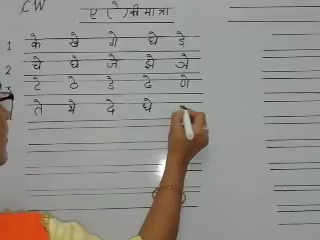 CW
ए ( े ) की मात्रा
1 के खे गे घे ङे
2 चे छे जे झे ञे
3 टे ठे डे ढे णे
ते थे दे धे